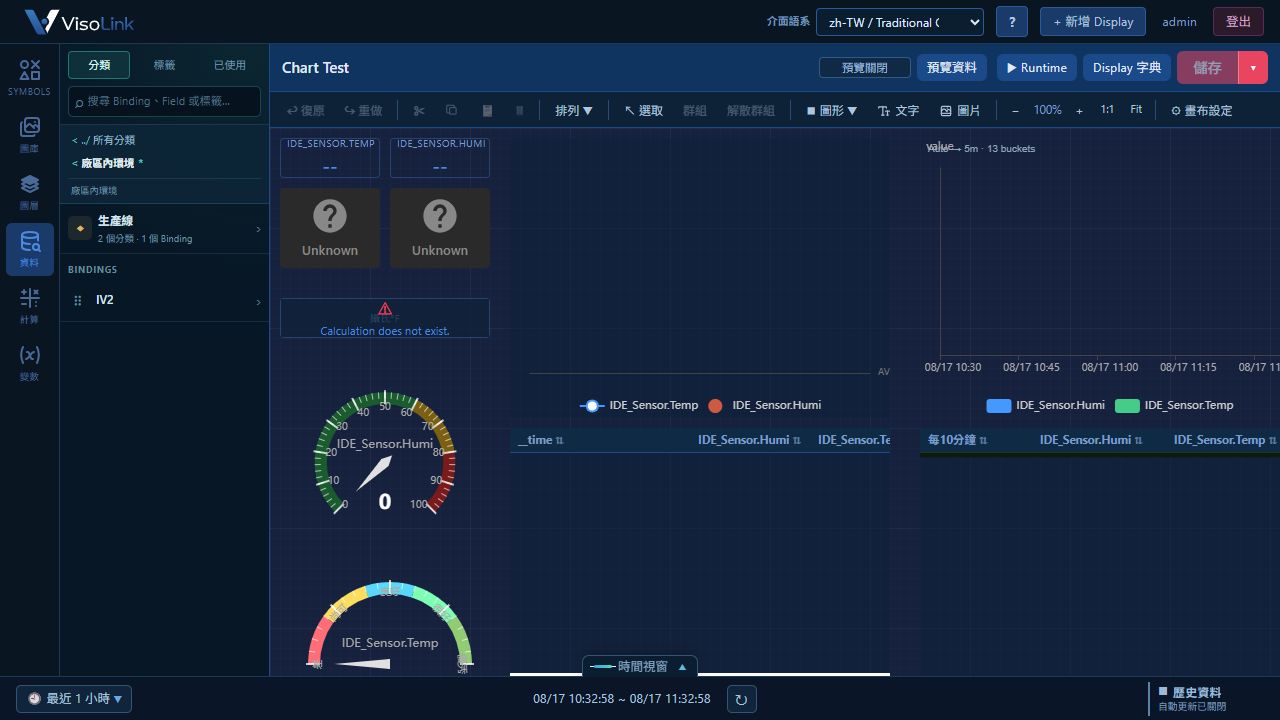 VisoLink
介面語系
zh-TW / Traditional C
?
+ 新增 Display
admin
登出
SYMBOLS
圖庫
圖層
資料
計算
變數
分類
標籤
已使用
搜尋 Binding、Field 或標籤...
< ../ 所有分類
< 廠區內環境 *
廠區內環境
生產線
2 個分類 · 1 個 Binding
BINDINGS
IV2
Chart Test
預覽關閉
預覽資料
▶ Runtime
Display 字典
儲存
復原
重做
排列 ▼
選取
群組
解散群組
圖形 ▼
文字
圖片
−
100%
+
1:1
Fit
畫布設定
IDE_SENSOR.TEMP
--
IDE_SENSOR.HUMI
--
Unknown
Unknown
Calculation does not exist.
0
10
20
30
40
50
60
70
80
90
100
IDE_Sensor.Humi
0
IDE_Sensor.Temp
AV
IDE_Sensor.Temp
IDE_Sensor.Humi
__time
IDE_Sensor.Humi
IDE_Sensor.Te
value
Auto → 5m · 13 buckets
08/17 10:30
08/17 10:45
08/17 11:00
08/17 11:15
08/17 11
IDE_Sensor.Humi
IDE_Sensor.Temp
每10分鐘
IDE_Sensor.Humi
IDE_Sensor.Temp
時間視窗
最近 1 小時 ▼
08/17 10:32:58 ~ 08/17 11:32:58
歷史資料
自動更新已關閉